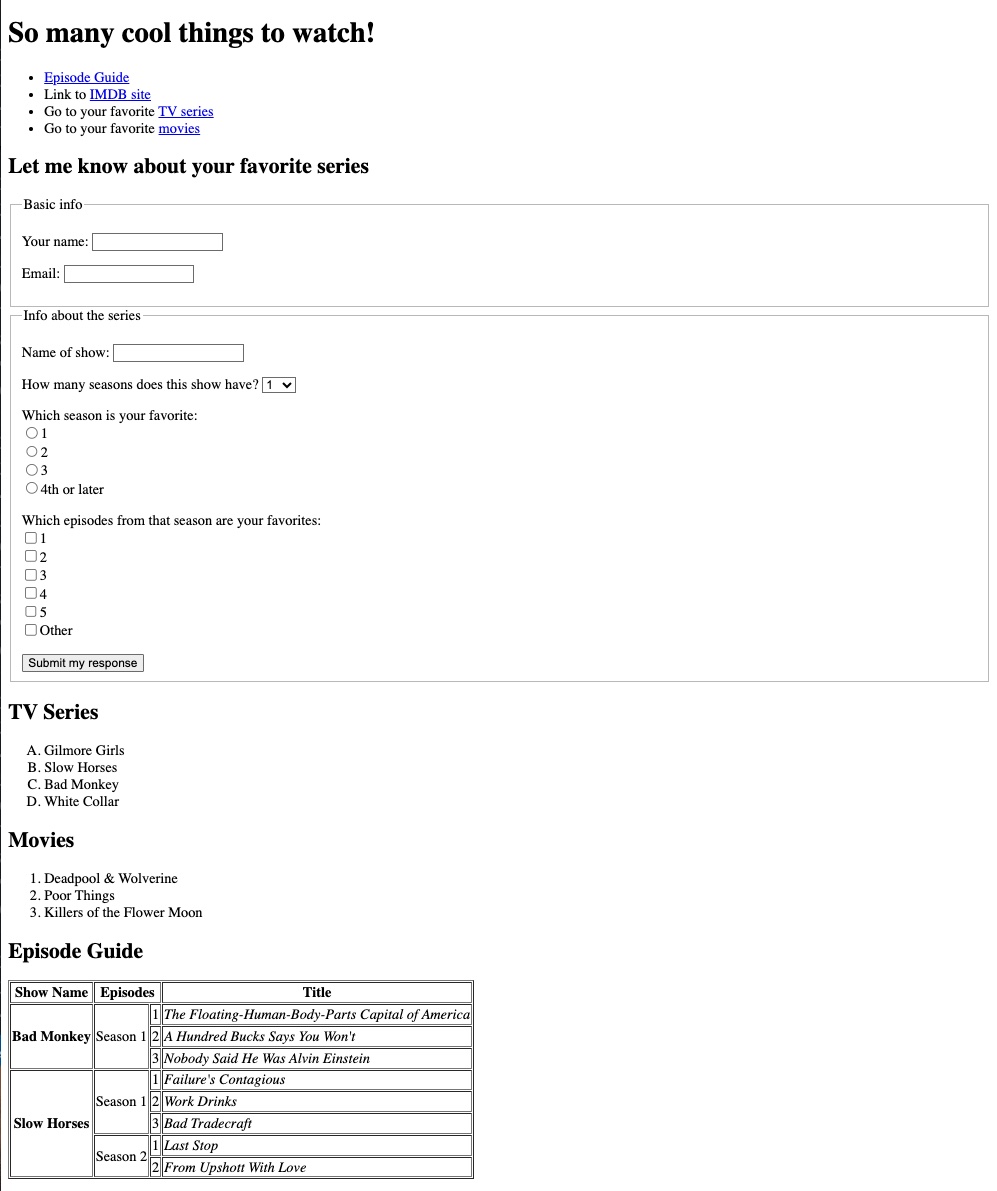 So many cool things to watch!
Episode Guide
Link to IMDB site
Go to your favorite TV series
Go to your favorite movies
Let me know about your favorite series
Basic info
Your name:
Email:
Info about the series
Name of show:
How many seasons does this show have? 1
Which season is your favorite:
1
2
3
4th or later
Which episodes from that season are your favorites:
1
2
3
4
5
Other
Submit my response
TV Series
A. Gilmore Girls
B. Slow Horses
C. Bad Monkey
D. White Collar
Movies
1. Deadpool & Wolverine
2. Poor Things
3. Killers of the Flower Moon
Episode Guide
Show Name Episodes Title
Bad Monkey Season 1 1 The Floating-Human-Body-Parts Capital of America
2 A Hundred Bucks Says You Won't
3 Nobody Said He Was Alvin Einstein
Slow Horses Season 1 1 Failure's Contagious
2 Work Drinks
3 Bad Tradecraft
Season 2 1 Last Stop
2 From Upshott With Love